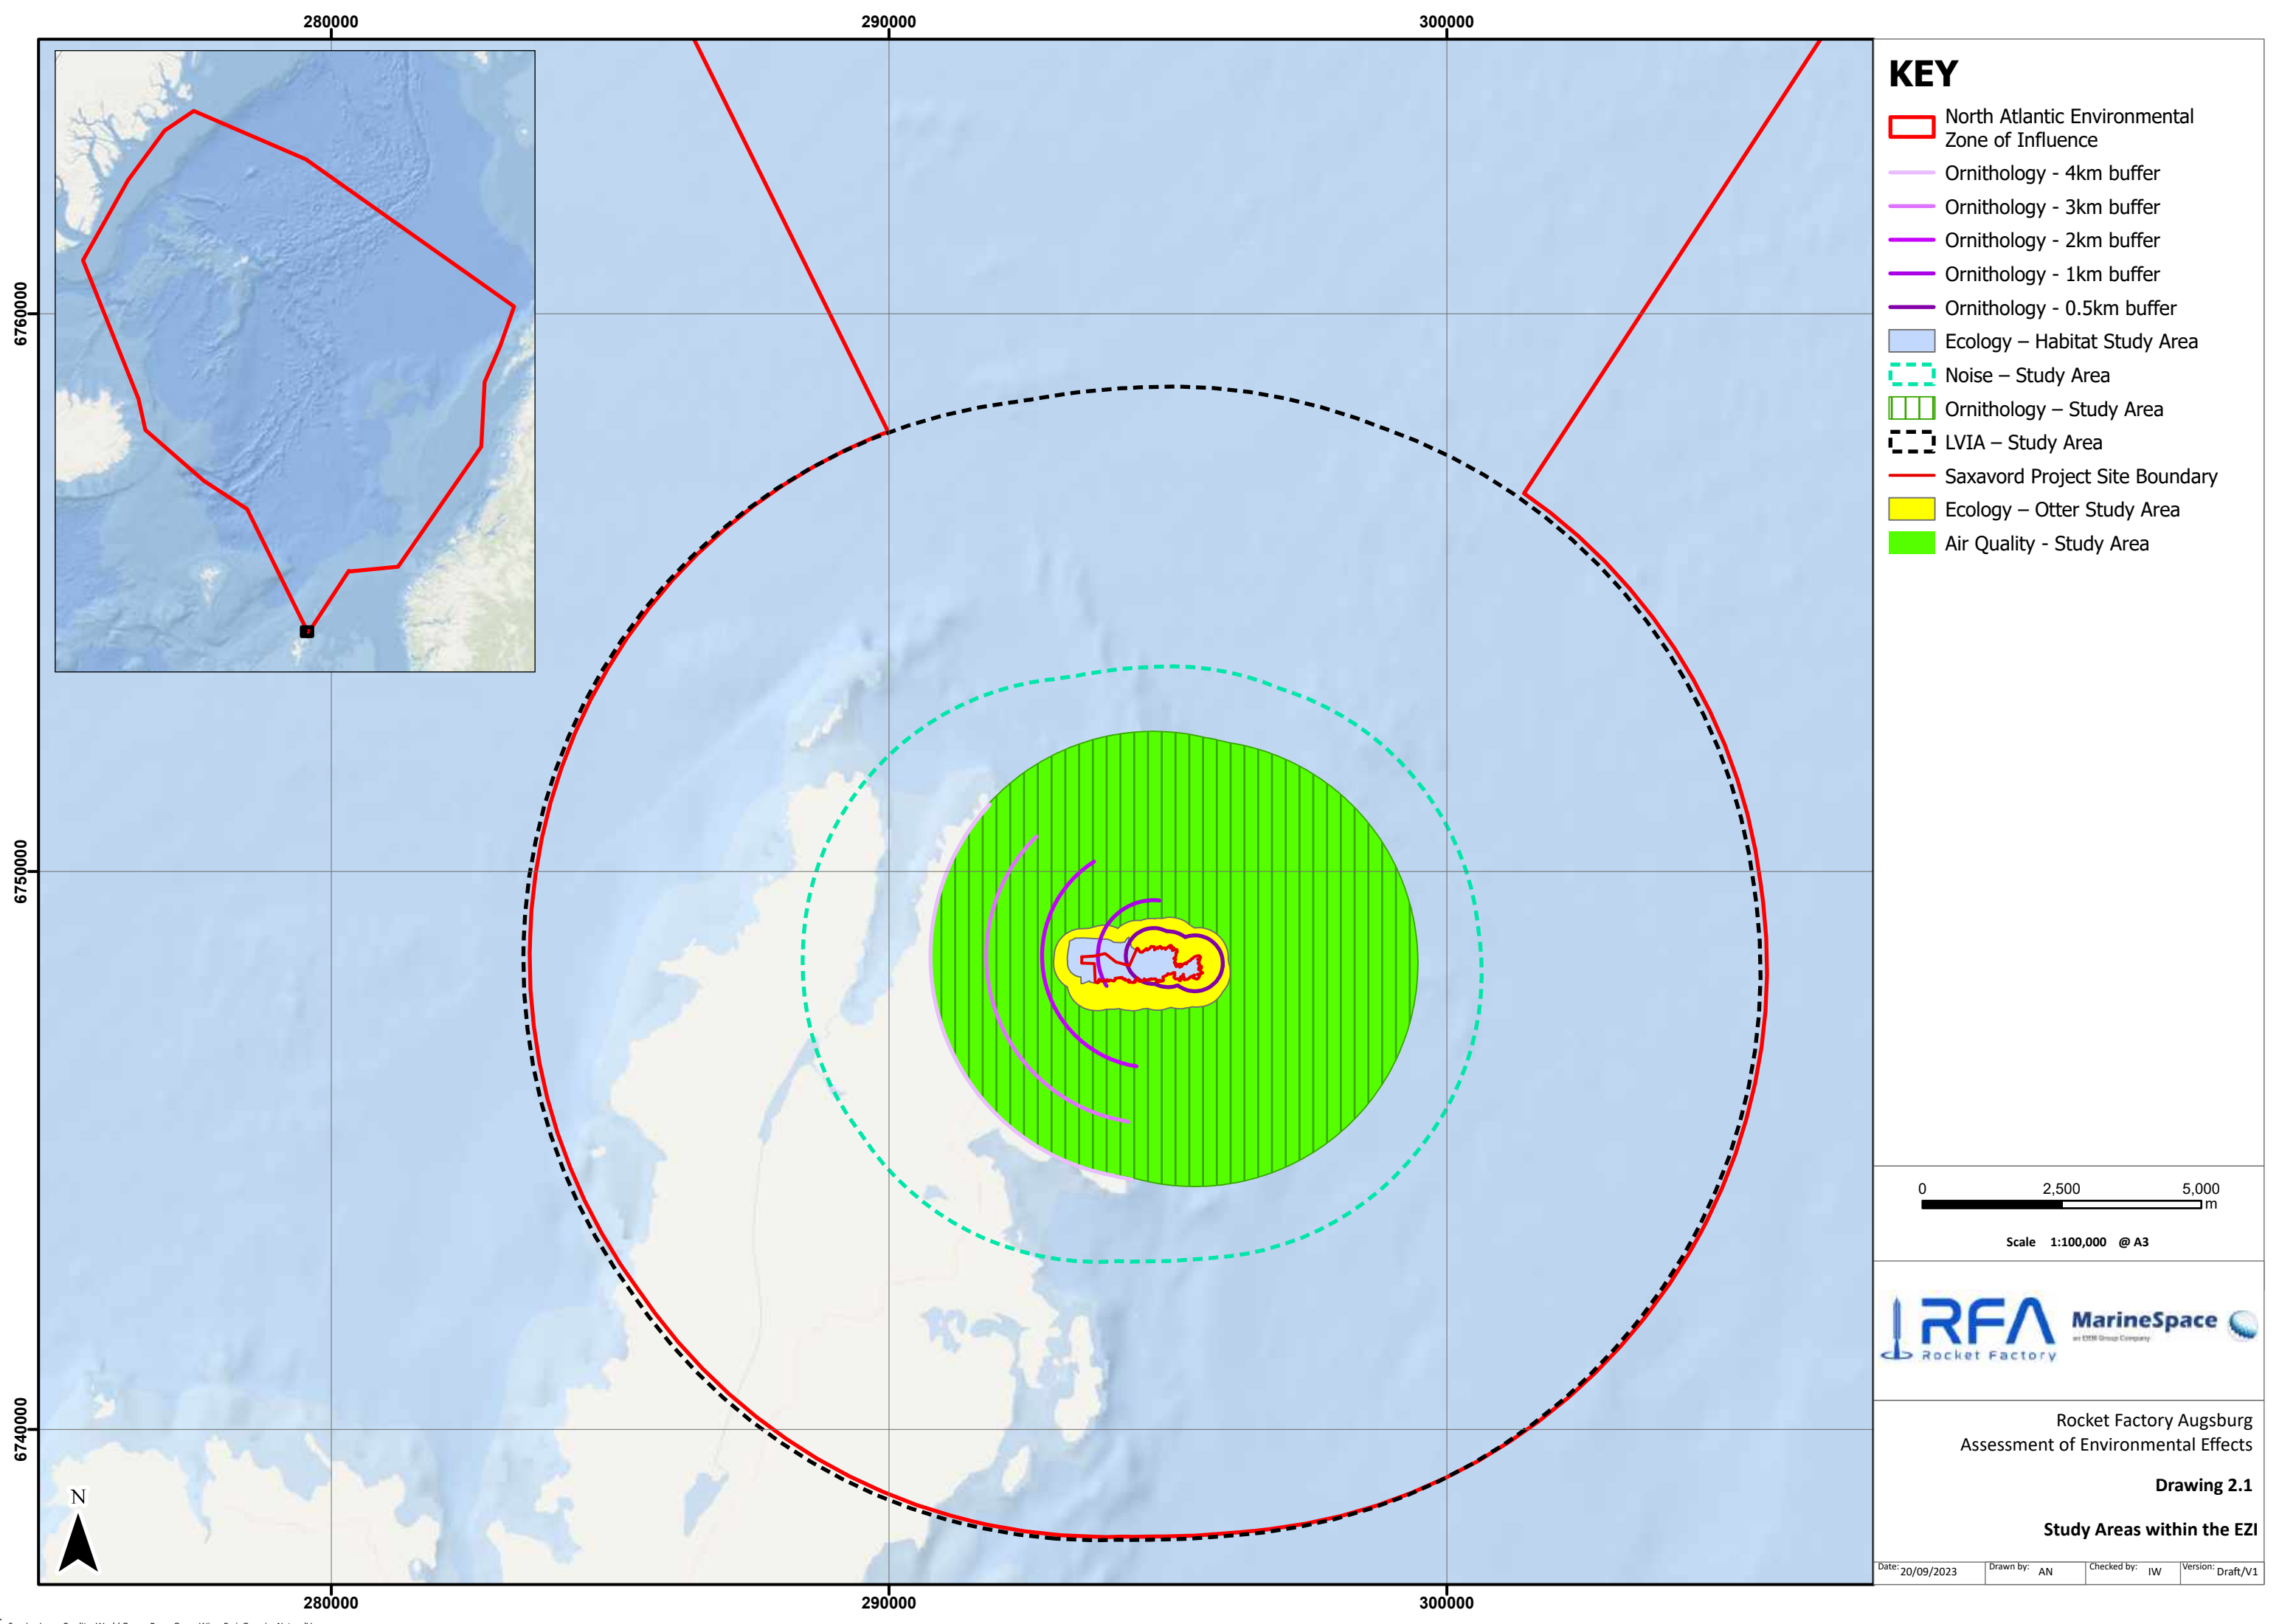 280000
290000
300000
6760000
6750000
6740000
N
280000
290000
300000
KEY
North Atlantic Environmental
Zone of Influence
Ornithology - 4km buffer
Ornithology - 3km buffer
Ornithology - 2km buffer
Ornithology - 1km buffer
Ornithology - 0.5km buffer
Ecology – Habitat Study Area
Noise – Study Area
Ornithology – Study Area
LVIA – Study Area
Saxavord Project Site Boundary
Ecology – Otter Study Area
Air Quality - Study Area
0 2,500 5,000
m
Scale 1:100,000 @ A3
RFA
Rocket Factory
MarineSpace
Rocket Factory Augsburg
Assessment of Environmental Effects
Drawing 2.1
Study Areas within the EZI
Date: 20/09/2023 Drawn by: AN Checked by: IW Version: Draft/V1